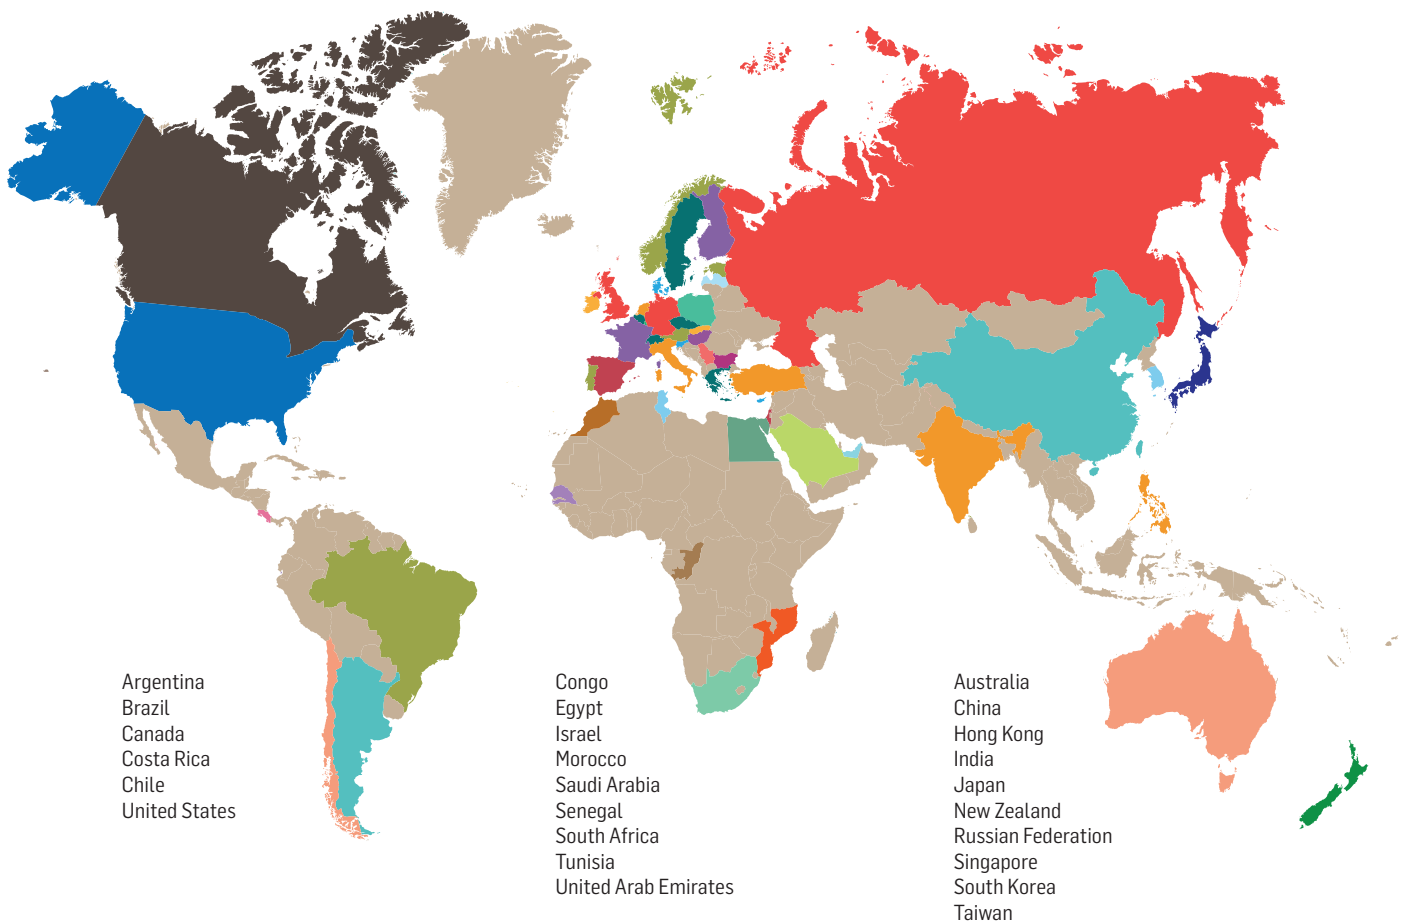 Argentina
Brazil
Canada
Costa Rica
Chile
United States
Congo
Egypt
Israel
Morocco
Saudi Arabia
Senegal
South Africa
Tunisia
United Arab Emirates
Australia
China
Hong Kong
India
Japan
New Zealand
Russian Federation
Singapore
South Korea
Taiwan